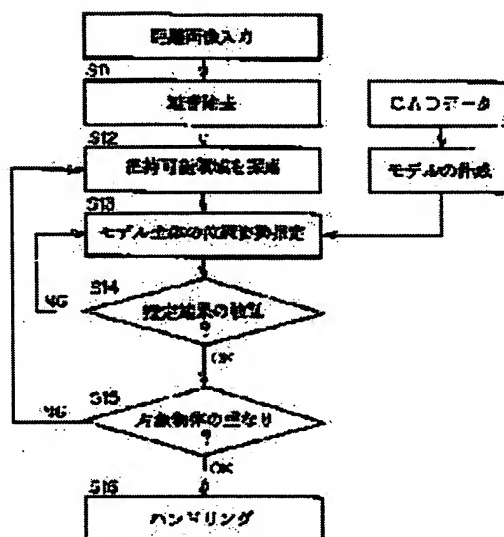 距離画像入力
S11
雑音除去
CADデータ
S12
把持可能領域を探索
モデルの作成
S13
モデル全体の位置姿勢推定
S14
NG
推定結果の検証
?
OK
S15
NG
対象物体の重なり
?
OK
S16
ハンドリング